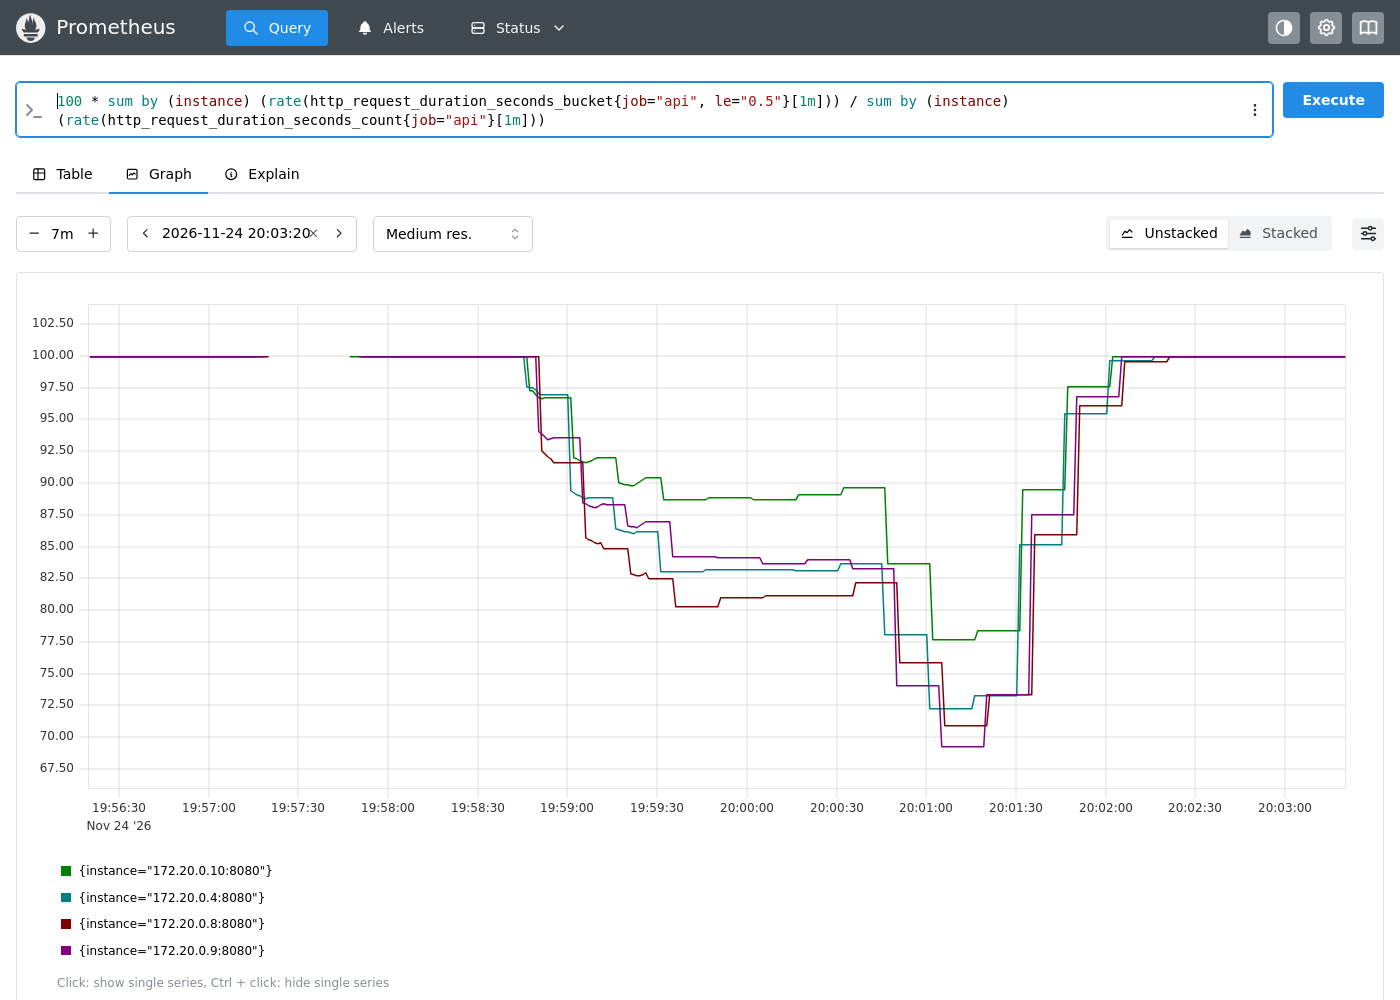 Prometheus
Query
Alerts
Status
100 * sum by (instance) (rate(http_request_duration_seconds_bucket{job="api", le="0.5"}[1m])) / sum by (instance)
(rate(http_request_duration_seconds_count{job="api"}[1m]))
Execute
Table
Graph
Explain
7m
2026-11-24 20:03:20
Medium res.
Unstacked
Stacked
102.50
100.00
97.50
95.00
92.50
90.00
87.50
85.00
82.50
80.00
77.50
75.00
72.50
70.00
67.50
19:56:30 19:57:00 19:57:30 19:58:00 19:58:30 19:59:00 19:59:30 20:00:00 20:00:30 20:01:00 20:01:30 20:02:00 20:02:30 20:03:00
Nov 24 '26
{instance="172.20.0.10:8080"}
{instance="172.20.0.4:8080"}
{instance="172.20.0.8:8080"}
{instance="172.20.0.9:8080"}
Click: show single series, Ctrl + click: hide single series